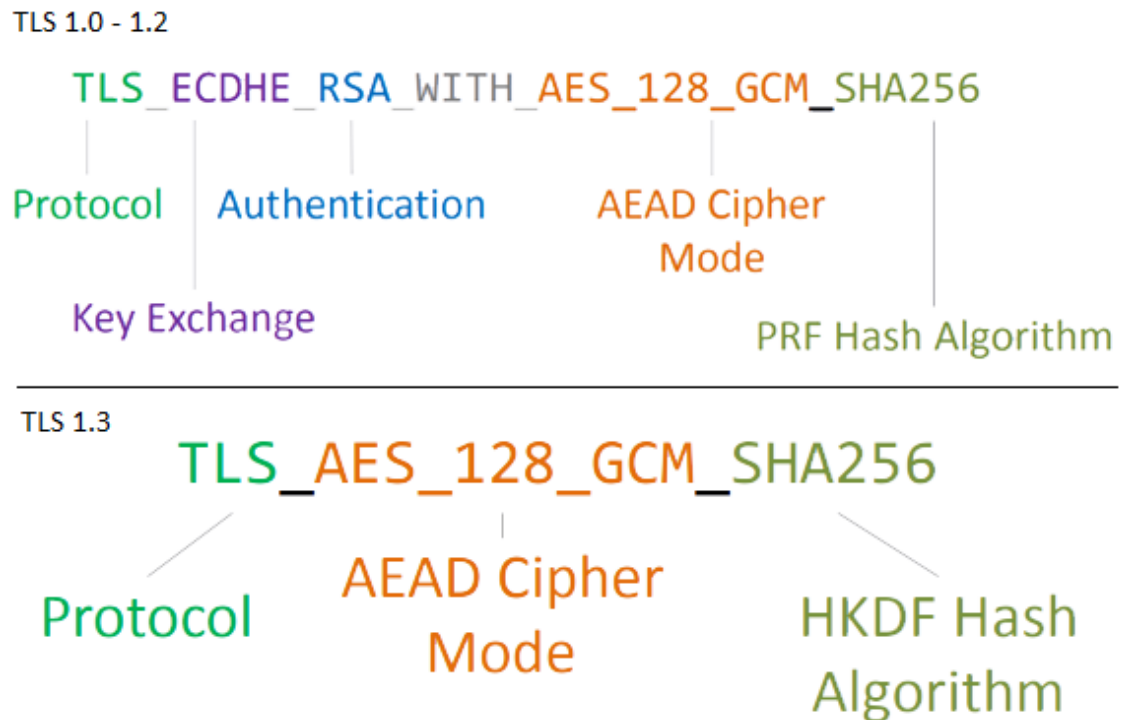 TLS 1.0 - 1.2
TLS_ECDHE_RSA_WITH_AES_128_GCM_SHA256
Protocol Authentication AEAD Cipher
Mode
Key Exchange
PRF Hash Algorithm
TLS 1.3
TLS_AES_128_GCM_SHA256
Protocol
AEAD Cipher
Mode
HKDF Hash
Algorithm